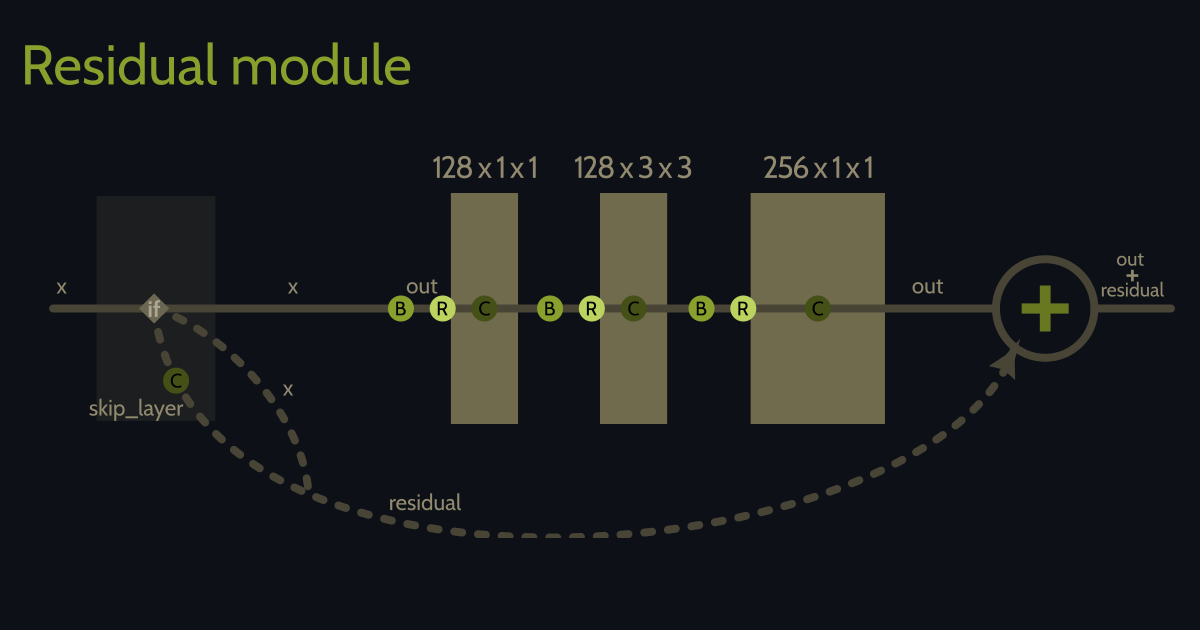 Residual module
128 x 1 x 1
128 x 3 x 3
256 x 1 x 1
x
if
x
out
B
R
C
B
R
C
B
R
C
out
out
+
residual
C
skip_layer
x
residual